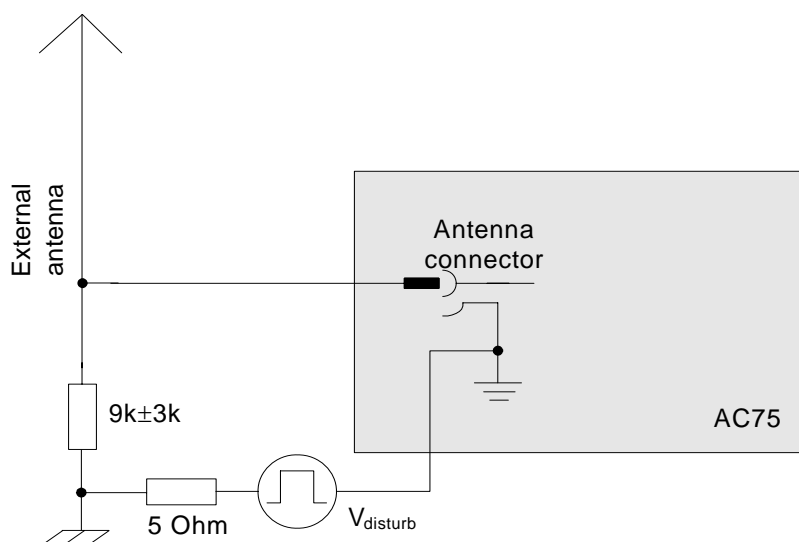 External
antenna
Antenna
connector
AC75
9k±3k
5 Ohm
Vdisturb